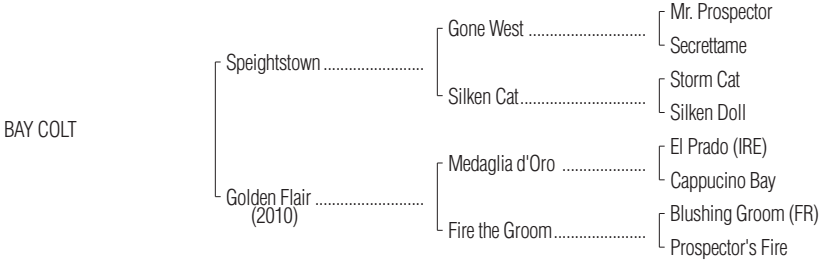 Mr. Prospector
Gone West ............................
Secrettame
Speightstown ........................
Storm Cat
Silken Cat..............................
Silken Doll
BAY COLT
El Prado (IRE)
Medaglia d'Oro ....................
Cappucino Bay
Golden Flair ..........................
(2010)
Blushing Groom (FR)
Fire the Groom......................
Prospector's Fire